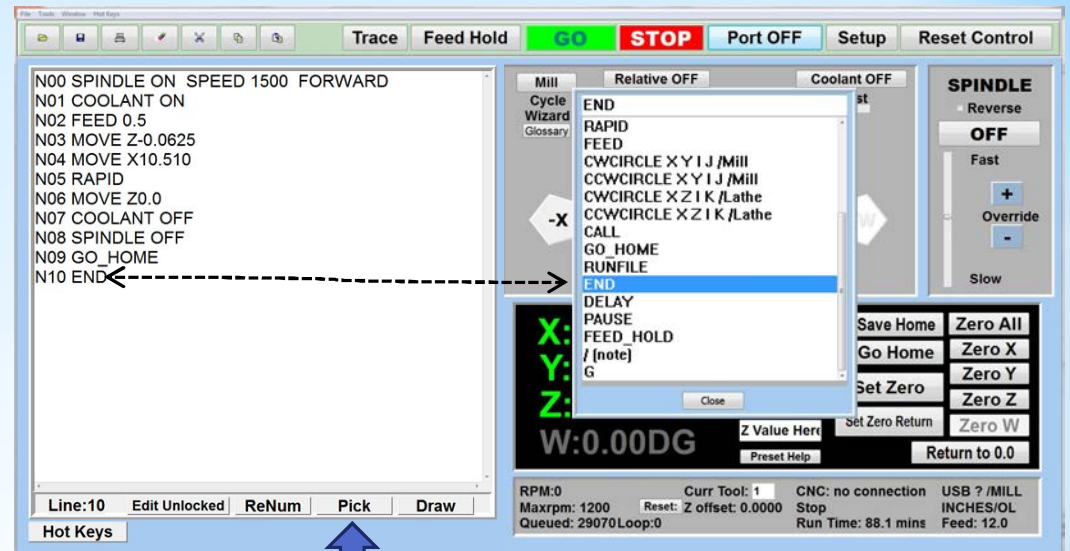 File Tools Window Hot Keys
Trace Feed Hold GO STOP Port OFF Setup Reset Control
N00 SPINDLE ON SPEED 1500 FORWARD
N01 COOLANT ON
N02 FEED 0.5
N03 MOVE Z-0.0625
N04 MOVE X10.510
N05 RAPID
N06 MOVE Z0.0
N07 COOLANT OFF
N08 SPINDLE OFF
N09 GO_HOME
N10 END
Line:10 Edit Unlocked ReNum Pick Draw
Hot Keys
Mill Relative OFF Coolant OFF
Cycle
Wizard
Glossary
-X
END
RAPID
FEED
CWCIRCLE X Y I J /Mill
CCWCIRCLE X Y I J /Mill
CWCIRCLE X Z I K /Lathe
CCWCIRCLE X Z I K /Lathe
CALL
GO_HOME
RUNFILE
END
DELAY
PAUSE
FEED_HOLD
/ (note)
G
Close
SPINDLE
Reverse
OFF
Fast
+
Override
-
Slow
X:
Y:
Z:
W:0.00DG
Z Value Here
Preset Help
Save Home Zero All
Go Home Zero X
Zero Y
Set Zero Zero Z
Set Zero Return Zero W
Return to 0.0
RPM:0 Curr Tool: 1 CNC: no connection USB ? /MILL
Maxrpm: 1200 Reset: Z offset: 0.0000 Stop INCHES/OL
Queued: 29070 Loop:0 Run Time: 88.1 mins Feed: 12.0